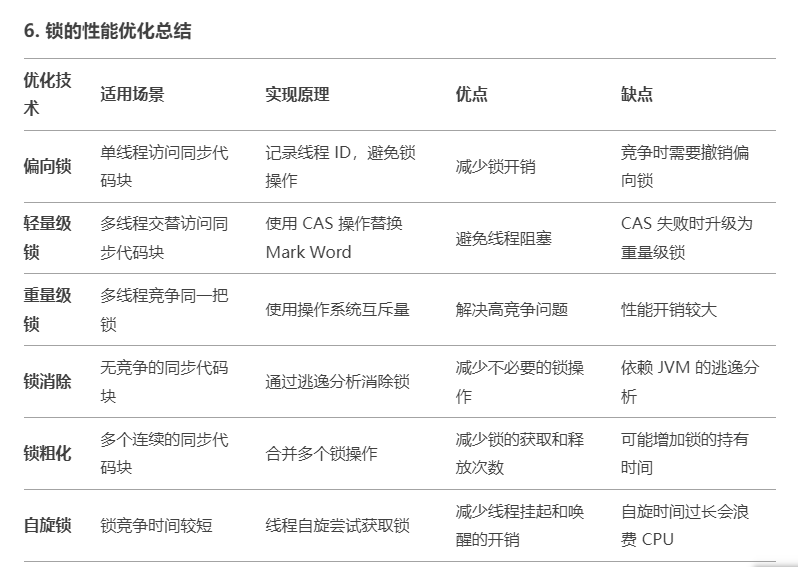 6. 锁的性能优化总结
优化技
术
适用场景
实现原理
优点
缺点
偏向锁
单线程访问同步代
码块
记录线程 ID，避免锁
操作
减少锁开销
竞争时需要撤销偏
向锁
轻量级
锁
多线程交替访问同
步代码块
使用 CAS 操作替换
Mark Word
避免线程阻塞
CAS 失败时升级为
重量级锁
重量级
锁
多线程竞争同一把
锁
使用操作系统互斥量
解决高竞争问题
性能开销较大
锁消除
无竞争的同步代码
块
通过逃逸分析消除锁
减少不必要的锁操
作
依赖 JVM 的逃逸分
析
锁粗化
多个连续的同步代
码块
合并多个锁操作
减少锁的获取和释
放次数
可能增加锁的持有
时间
自旋锁
锁竞争时间较短
线程自旋尝试获取锁
减少线程挂起和唤
醒的开销
自旋时间过长会浪
费 CPU